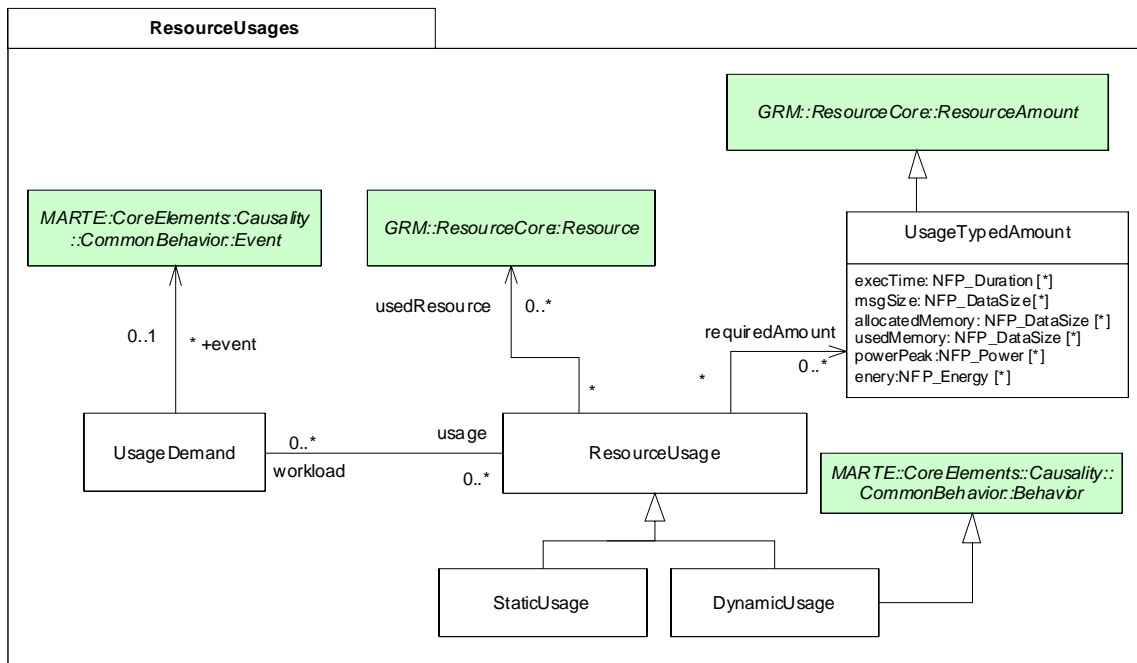 ResourceUsages
GRM::ResourceCore::ResourceAmount
MARTE::CoreElements::Causality
::CommonBehavior::Event
GRM::ResourceCore::Resource
UsageTypedAmount
execTime: NFP_Duration [*]
msgSize: NFP_DataSize[*]
allocatedMemory: NFP_DataSize [*]
usedMemory: NFP_DataSize [*]
powerPeak:NFP_Power [*]
enery:NFP_Energy [*]
usedResource
0..*
requiredAmount
0..*
0..1
* +event
*
*
UsageDemand
0..*
workload
usage
0..*
ResourceUsage
MARTE::CoreElements::Causality::
CommonBehavior::Behavior
StaticUsage
DynamicUsage